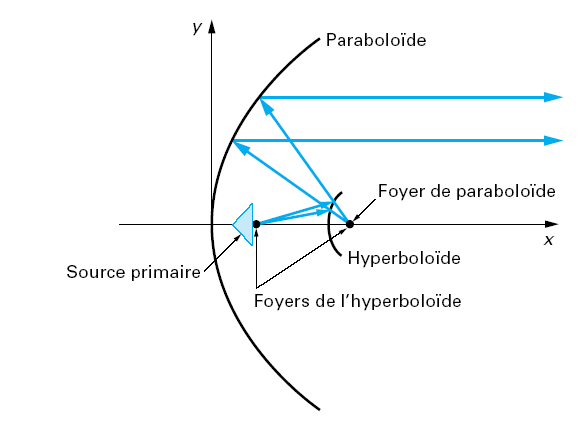 y
Paraboloïde
Foyer de paraboloïde
x
Hyperboloïde
Source primaire
Foyers de l'hyperboloïde